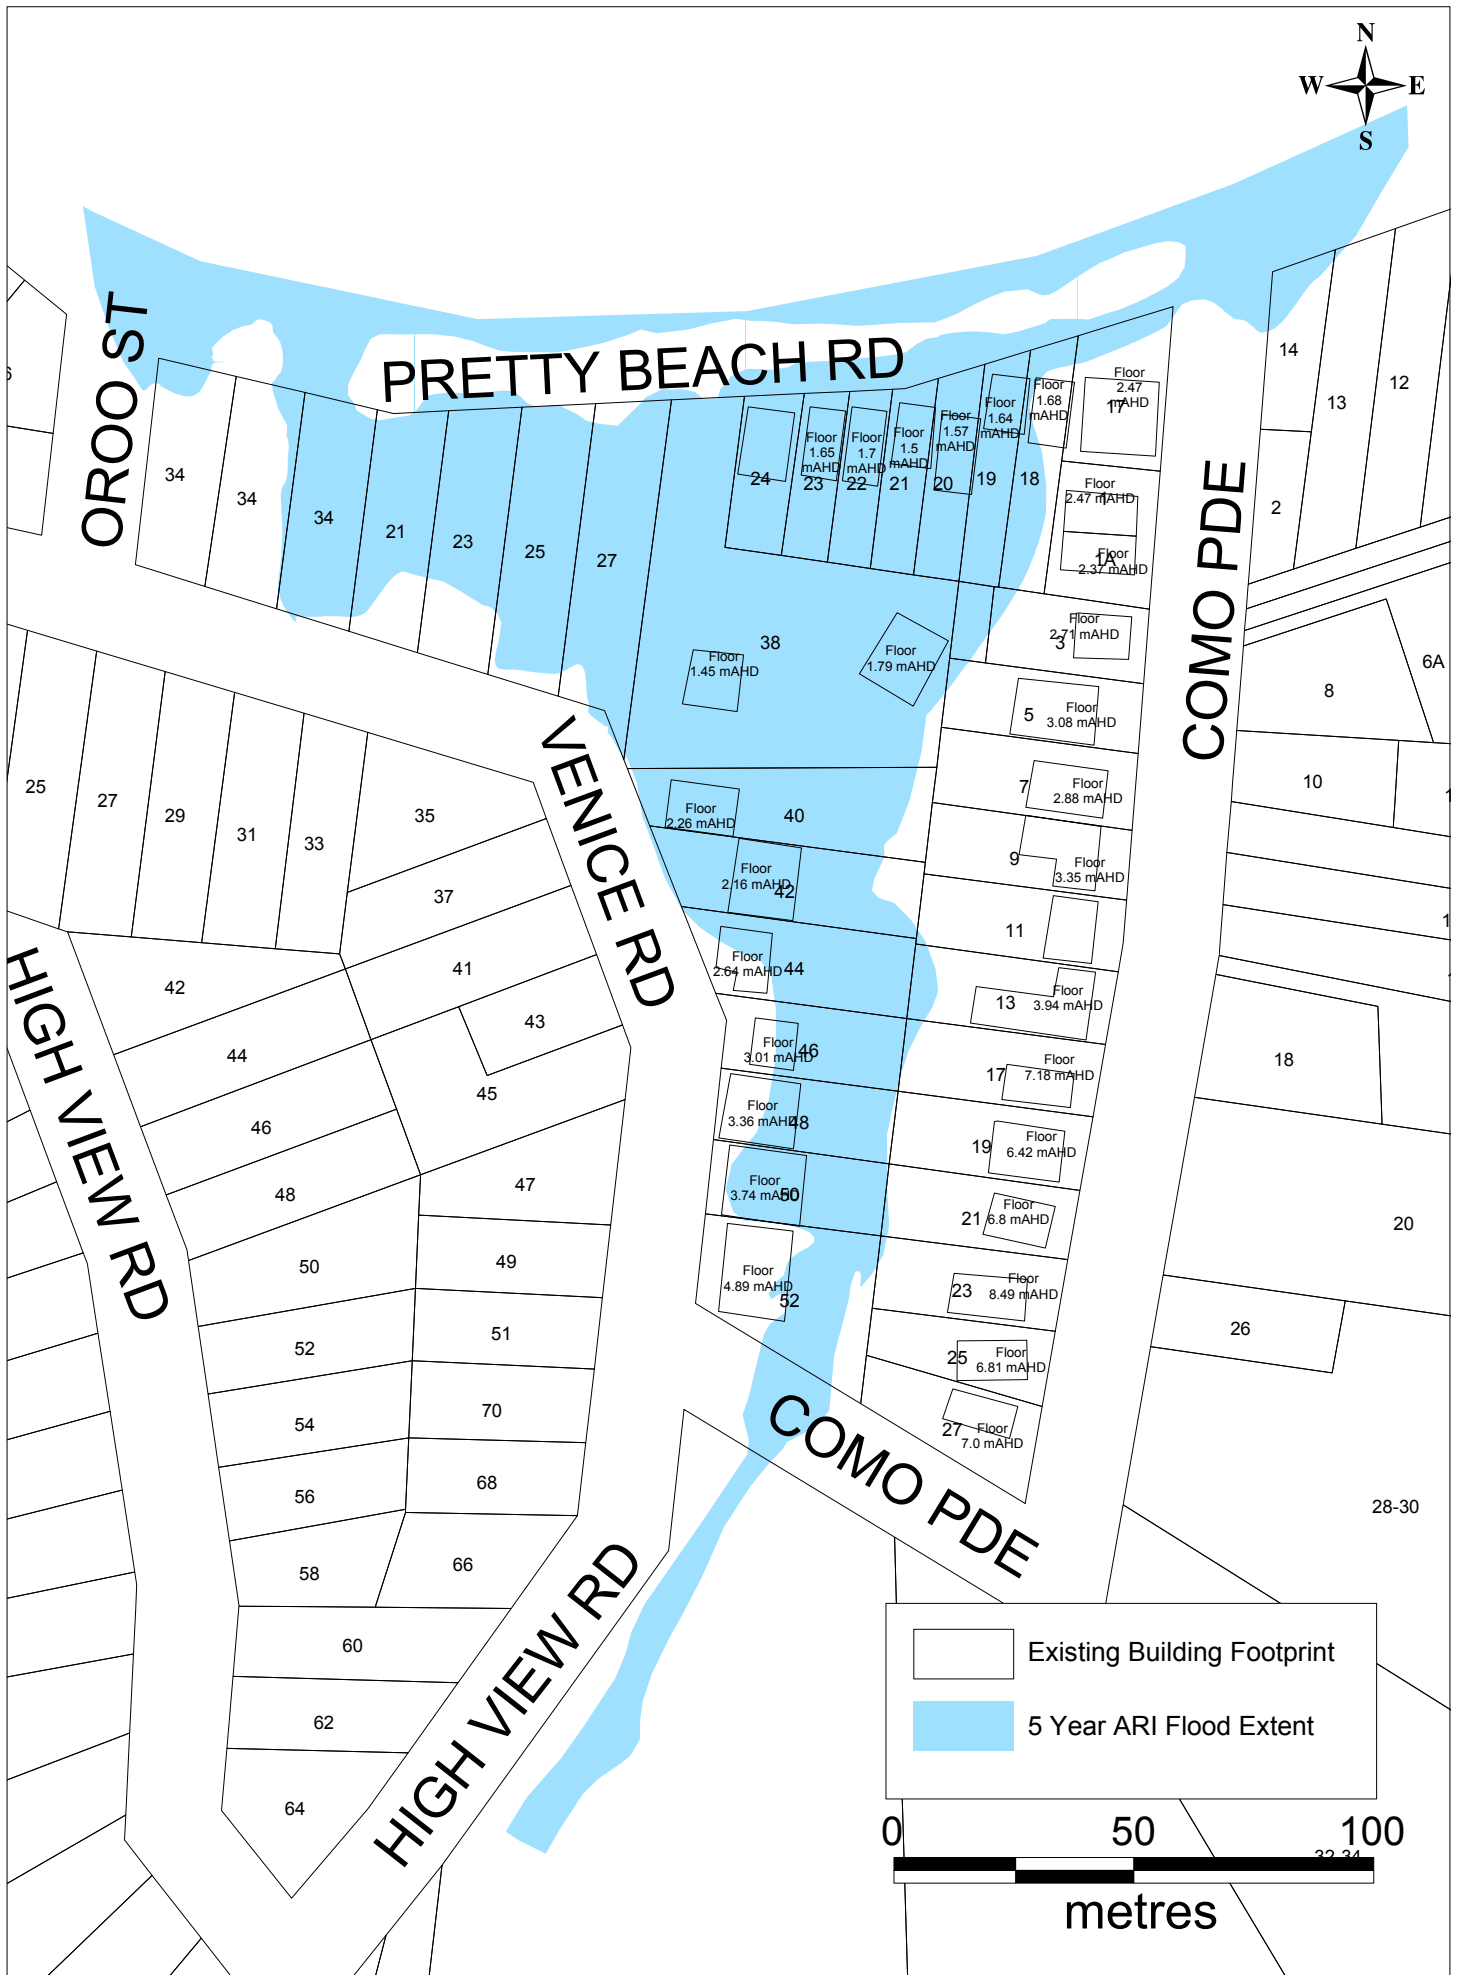 N
W E
S
OROO ST
PRETTY BEACH RD
COMO PDE
VENICE RD
HIGH VIEW RD
HIGH VIEW RD
COMO PDE
34
34
34
21
23
25
27
24
Floor
1.65
mAHD
23
Floor
1.7
mAHD
22
Floor
1.5
mAHD
21
Floor
1.57
mAHD
20
Floor
1.64
mAHD
19
Floor
1.68
mAHD
18
Floor
2.47
mAHD
17
Floor
2.47 mAHD
1
Floor
2.37 mAHD
1A
14
13
12
2
38
Floor
1.45 mAHD
Floor
1.79 mAHD
Floor
2.71 mAHD
3
Floor
3.08 mAHD
5
Floor
2.88 mAHD
7
Floor
3.35 mAHD
9
11
Floor
3.94 mAHD
13
Floor
7.18 mAHD
17
Floor
6.42 mAHD
19
Floor
6.8 mAHD
21
Floor
8.49 mAHD
23
Floor
6.81 mAHD
25
Floor
7.0 mAHD
27
Floor
2.26 mAHD
40
Floor
2.16 mAHD
42
Floor
2.64 mAHD
44
Floor
3.01 mAHD
46
Floor
3.36 mAHD
48
Floor
3.74 mAHD
50
Floor
4.89 mAHD
52
6A
8
10
18
20
26
28-30
25
27
29
31
33
35
37
41
43
45
47
49
51
70
68
66
42
44
46
48
50
52
54
56
58
60
62
64
Existing Building Footprint
5 Year ARI Flood Extent
0 50 100
32-34
metres